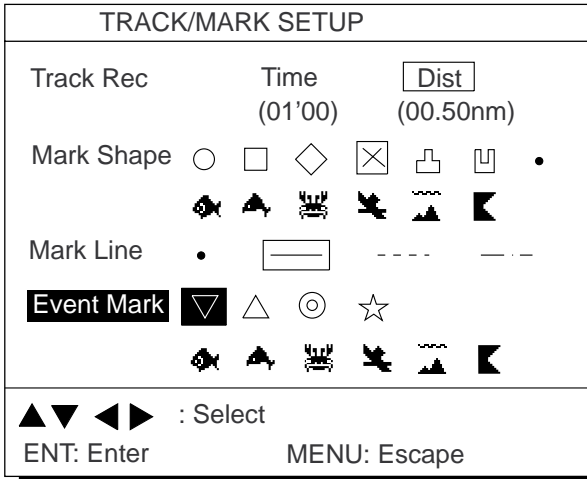 TRACK/MARK SETUP
Track Rec Time Dist
(01'00) (00.50nm)
Mark Shape
Mark Line
Event Mark
: Select
ENT: Enter MENU: Escape